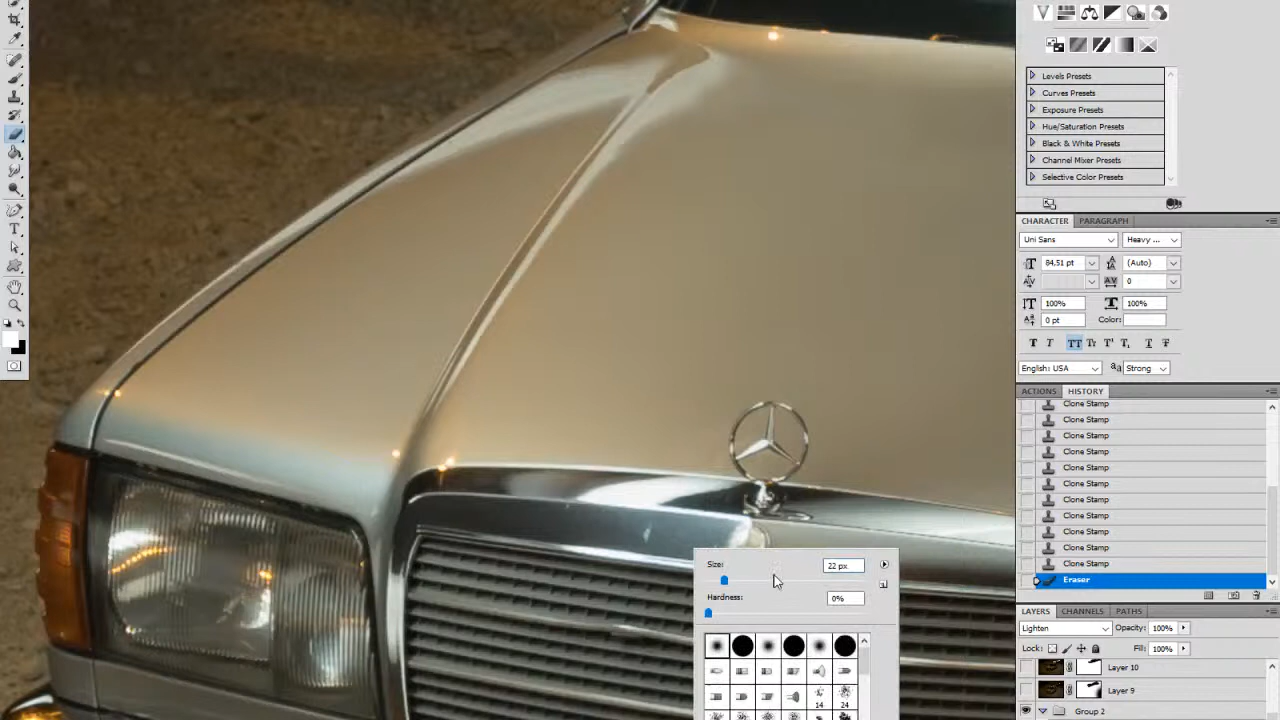 Levels Presets
Curves Presets
Exposure Presets
Hue/Saturation Presets
Black & White Presets
Channel Mixer Presets
Selective Color Presets
CHARACTER PARAGRAPH
Uni Sans Heavy ...
84,51 pt (Auto)
0
100% 100%
0 pt Color:
English: USA Strong
ACTIONS HISTORY
Clone Stamp
Clone Stamp
Clone Stamp
Clone Stamp
Clone Stamp
Clone Stamp
Clone Stamp
Clone Stamp
Clone Stamp
Clone Stamp
Clone Stamp
Eraser
Size: 22 px
Hardness: 0%
14 24
LAYERS CHANNELS PATHS
Lighten Opacity: 100%
Lock: Fill: 100%
Layer 10
Layer 9
Group 2